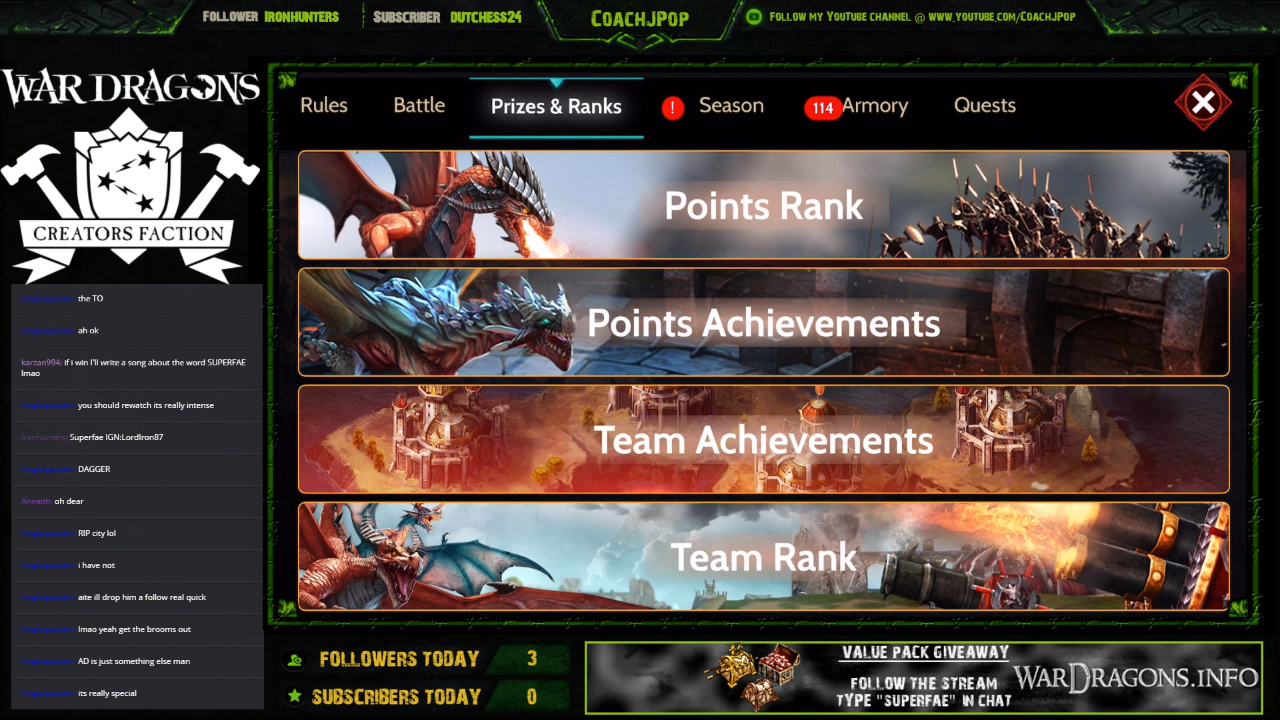 FOLLOWER IRONHUNTERS SUBSCRIBER DUTCHESS24
COACHJPOP
FOLLOW MY YOUTUBE CHANNEL @ WWW.YOUTUBE.COM/COACHJPOP
WAR DRAGONS
CREATORS FACTION
Rules Battle Prizes & Ranks ! Season 114 Armory Quests
Points Rank
Points Achievements
Team Achievements
Team Rank
the TO
ah ok
karzan994: if i win I'll write a song about the word SUPERFAE
lmao
you should rewatch its really intense
Ironhunters: Superfae IGN:LordIron87
DAGGER
Anneith: oh dear
RIP city lol
i have not
aite ill drop him a follow real quick
lmao yeah get the brooms out
AD is just something else man
its really special
FOLLOWERS TODAY 3
SUBSCRIBERS TODAY 0
VALUE PACK GIVEAWAY
FOLLOW THE STREAM
TYPE "SUPERFAE" IN CHAT
WARDRAGONS.INFO